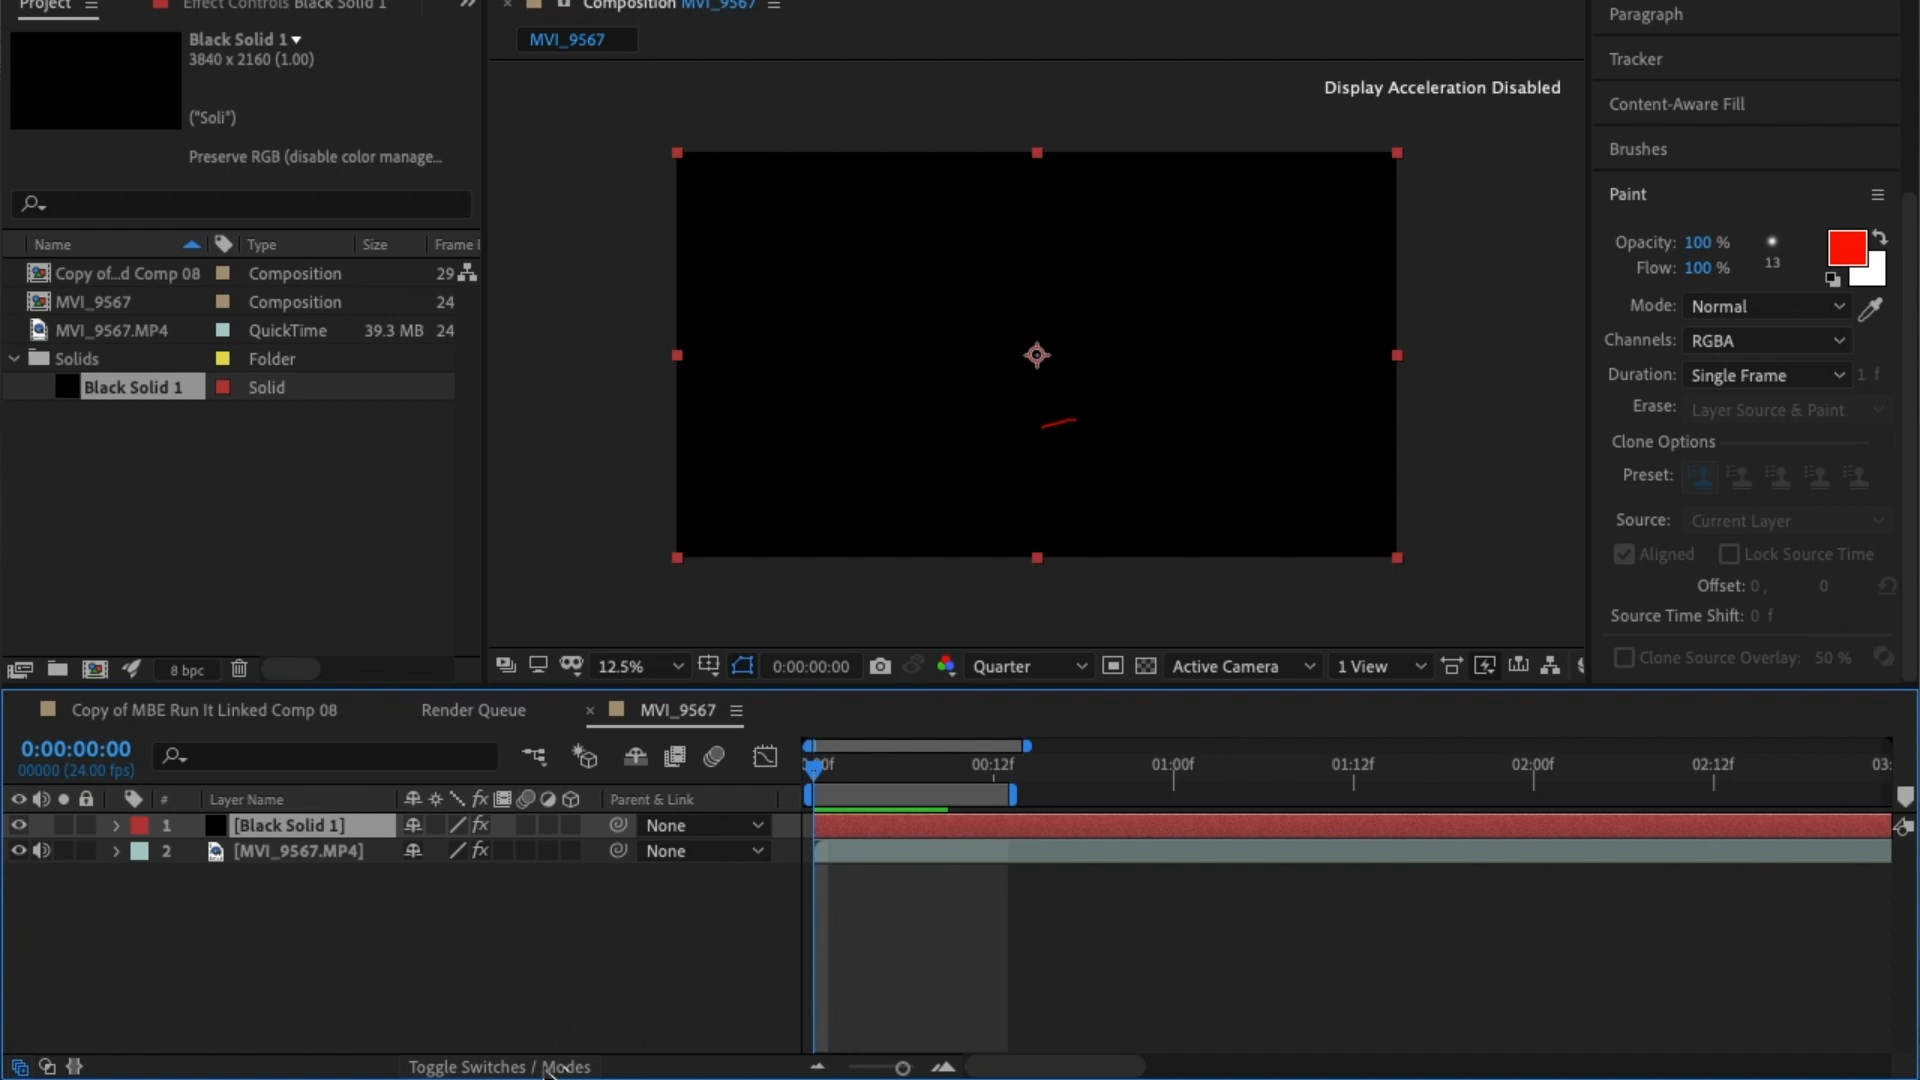 Project
Effect Controls Black Solid 1
Black Solid 1
3840 x 2160 (1.00)
("Soli")
Preserve RGB (disable color manage...
Name Type Size Frame
Copy of...d Comp 08 Composition 29
MVI_9567 Composition 24
MVI_9567.MP4 QuickTime 39.3 MB 24
Solids Folder
Black Solid 1 Solid
8 bpc
Composition MVI_9567
MVI_9567
Display Acceleration Disabled
12.5% 0:00:00:00 Quarter Active Camera 1 View
Paragraph
Tracker
Content-Aware Fill
Brushes
Paint
Opacity: 100 %
Flow: 100 % 13
Mode: Normal
Channels: RGBA
Duration: Single Frame 1 f
Erase: Layer Source & Paint
Clone Options
Preset:
Source: Current Layer
Aligned Lock Source Time
Offset: 0 , 0
Source Time Shift: 0 f
Clone Source Overlay: 50 %
Copy of MBE Run It Linked Comp 08 Render Queue × MVI_9567
0:00:00:00
00000 (24.00 fps)
00f 00:12f 01:00f 01:12f 02:00f 02:12f 03:
# Layer Name fx Parent & Link
1 [Black Solid 1] fx None
2 [MVI_9567.MP4] fx None
Toggle Switches / Modes